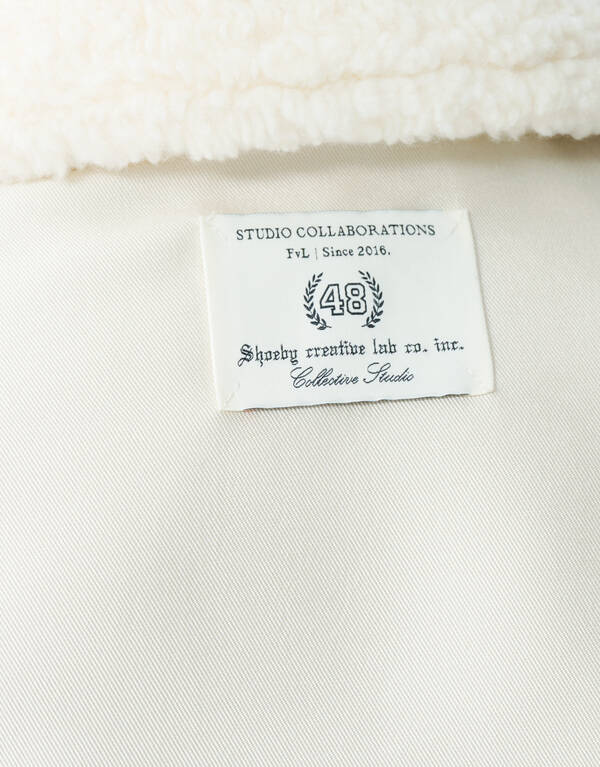 STUDIO COLLABORATIONS
FvL | Since 2016.
48
Shoeby creative lab co. inc.
Collective Studio